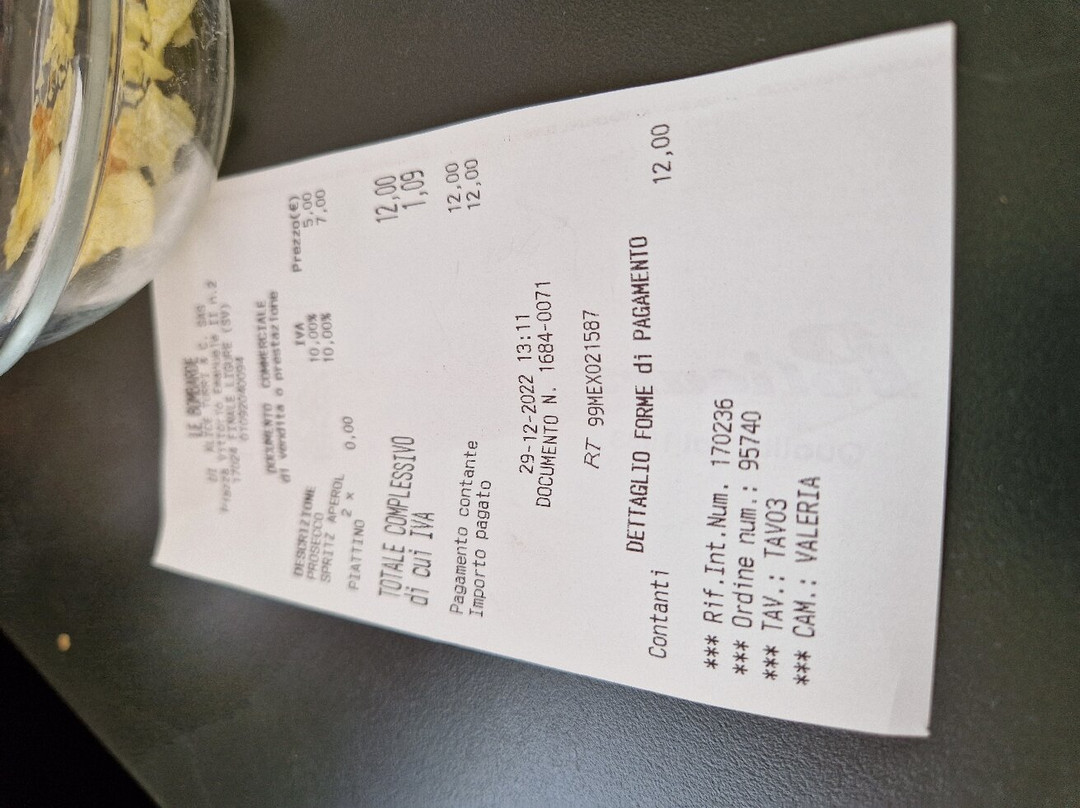 LE BOMBARDE
DI ALICE TORRI & C. SAS
Piazza Vittorio Emanuele II n.2
17024 FINALE LIGURE (SV)
DOCUMENTO COMMERCIALE
di vendita o prestazione
DESCRIZIONE IVA Prezzo(€)
PROSECCO 10,00% 5,00
SPRITZ APEROL 10,00% 7,00
2 x 0,00
PIATTINO
TOTALE COMPLESSIVO 12,00
di cui IVA 1,09
Pagamento contante 12,00
Importo pagato 12,00
29-12-2022 13:11
DOCUMENTO N. 1684-0071
RT 99MEX021587
DETTAGLIO FORME di PAGAMENTO
Contanti 12,00
*** Rif.Int.Num. 170236
*** Ordine num.: 95740
*** TAV.: TAV03
*** CAM.: VALERIA